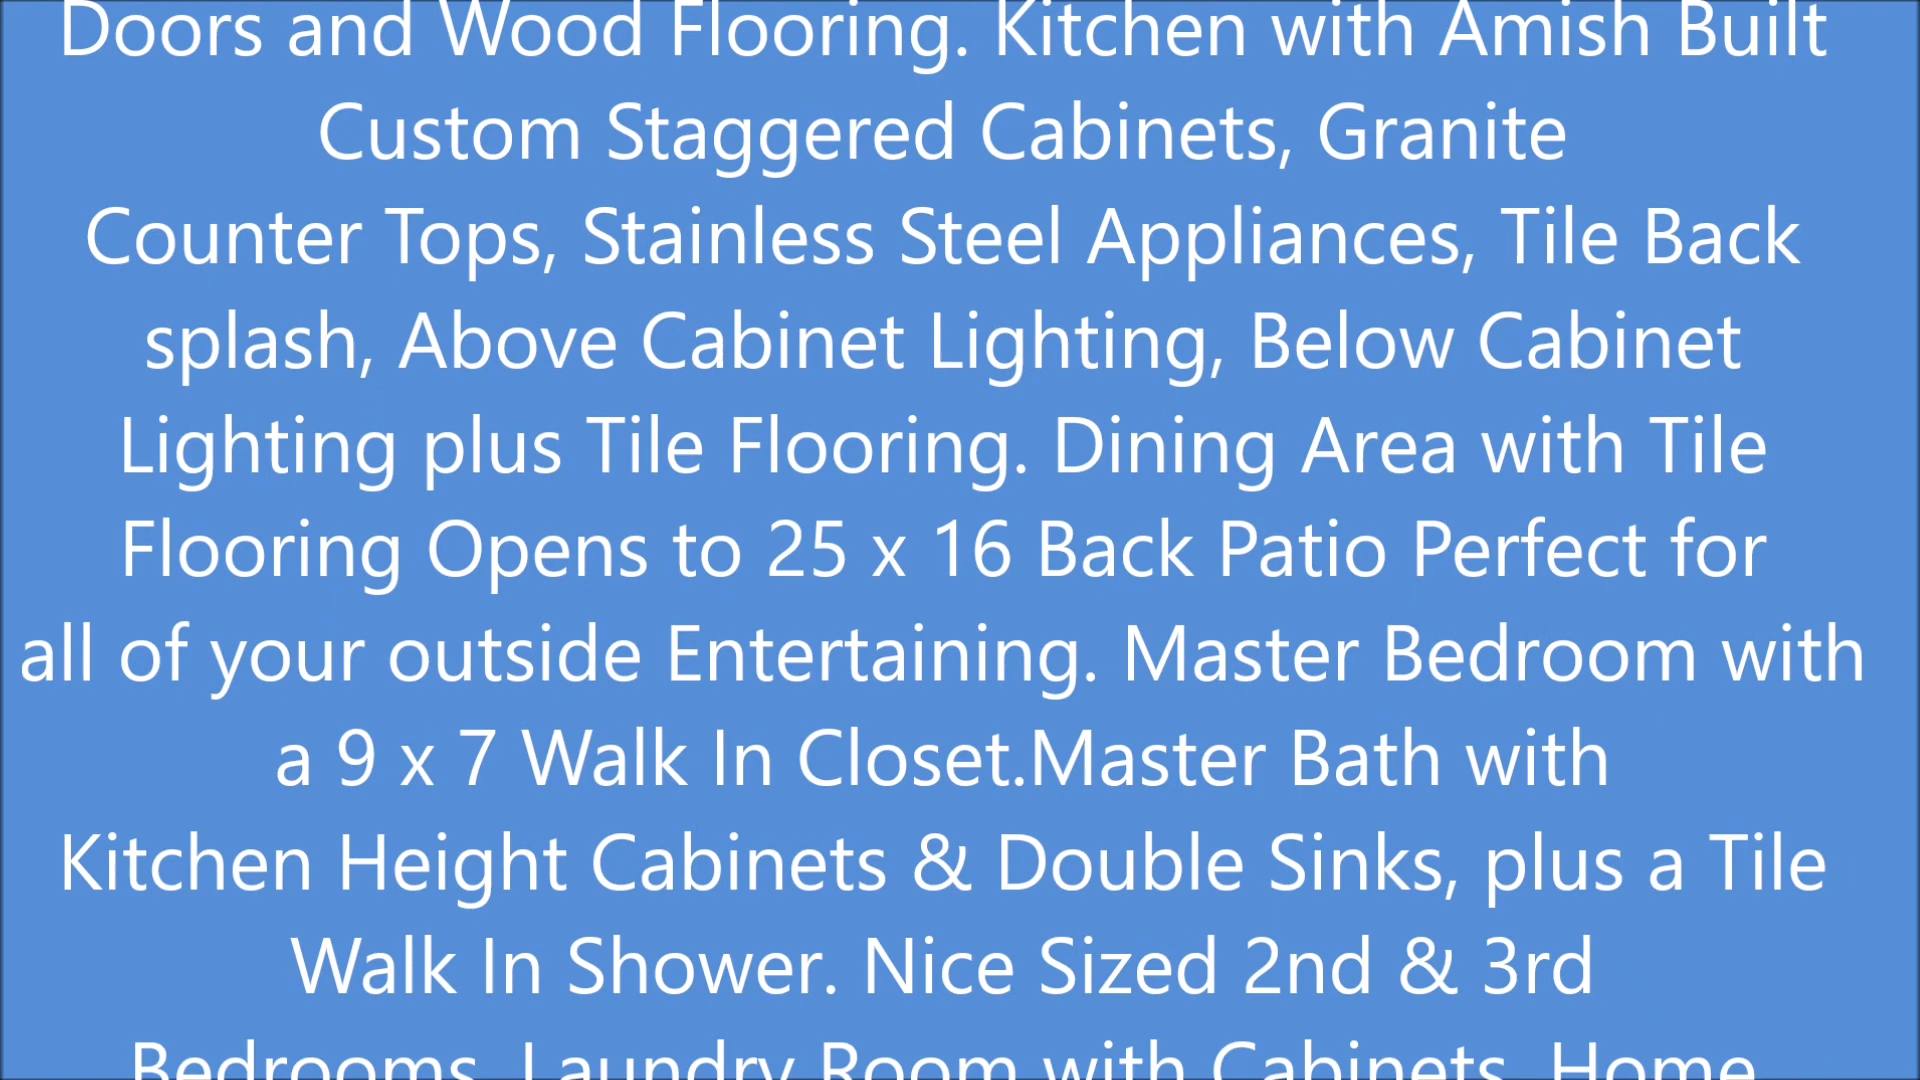 Doors and Wood Flooring. Kitchen with Amish Built
Custom Staggered Cabinets, Granite
Counter Tops, Stainless Steel Appliances, Tile Back
splash, Above Cabinet Lighting, Below Cabinet
Lighting plus Tile Flooring. Dining Area with Tile
Flooring Opens to 25 x 16 Back Patio Perfect for
all of your outside Entertaining. Master Bedroom with
a 9 x 7 Walk In Closet.Master Bath with
Kitchen Height Cabinets & Double Sinks, plus a Tile
Walk In Shower. Nice Sized 2nd & 3rd
Bedrooms. Laundry Room with Cabinets. Home